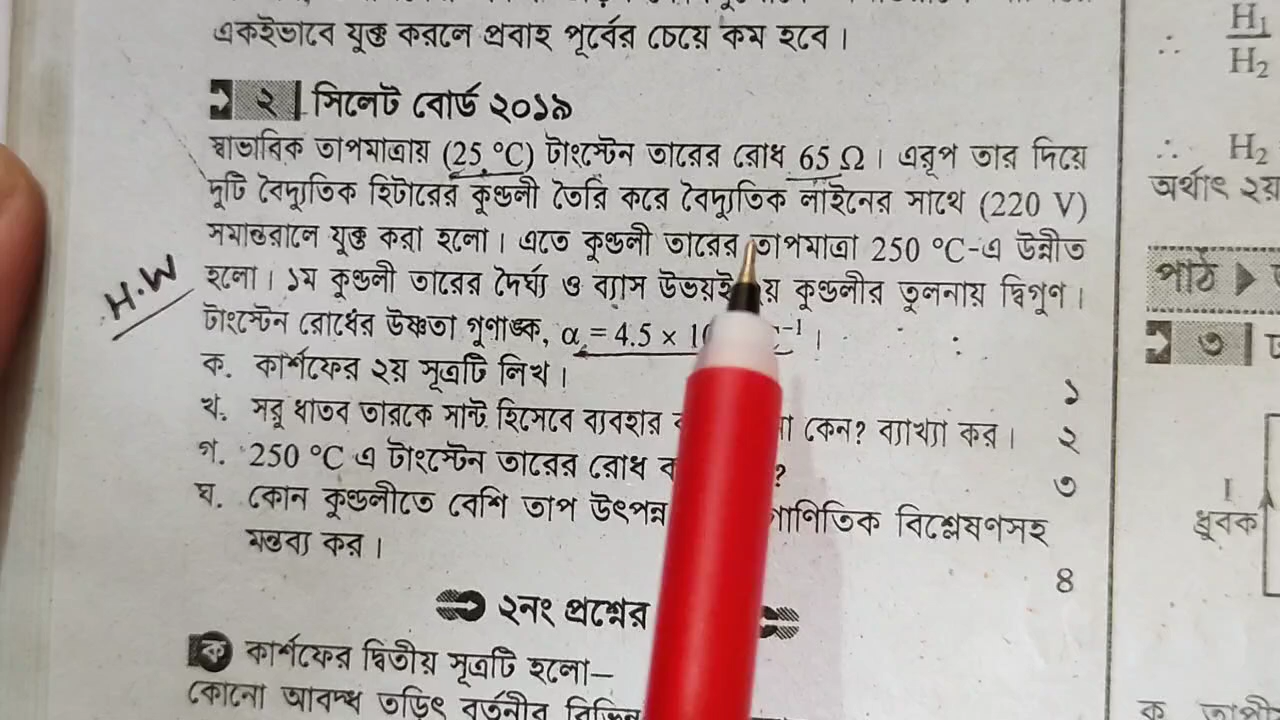 একইভাবে যুক্ত করলে প্রবাহ পূর্বের চেয়ে কম হবে।
২ সিলেট বোর্ড ২০১৯
স্বাভাবিক তাপমাত্রায় (25 °C) টাংস্টেন তারের রোধ 65 Ω। এরূপ তার দিয়ে
দুটি বৈদ্যুতিক হিটারের কুণ্ডলী তৈরি করে বৈদ্যুতিক লাইনের সাথে (220 V)
সমান্তরালে যুক্ত করা হলো। এতে কুণ্ডলী তারের তাপমাত্রা 250 °C-এ উন্নীত
হলো। ১ম কুণ্ডলী তারের দৈর্ঘ্য ও ব্যাস উভয়ই য় কুণ্ডলীর তুলনায় দ্বিগুণ।
H.W
টাংস্টেন রোধের উষ্ণতা গুণাঙ্ক, α = 4.5 × 10 ⁻¹ ।
ক. কার্শফের ২য় সূত্রটি লিখ। ১
খ. সরু ধাতব তারকে সান্ট হিসেবে ব্যবহার কেন? ব্যাখ্যা কর। ২
গ. 250 °C এ টাংস্টেন তারের রোধ ? ৩
ঘ. কোন কুণ্ডলীতে বেশি তাপ উৎপন্ন গাণিতিক বিশ্লেষণসহ
মন্তব্য কর। 8
২নং প্রশ্নের
ক কার্শফের দ্বিতীয় সূত্রটি হলো–
কোনো আবদ্ধ তড়িৎ বর্তনীর বিভিন্ন
H₁
∴ H₂
∴ H₂
অর্থাৎ ২য়
পাঠ
৩
I
ধ্রুবক
ক